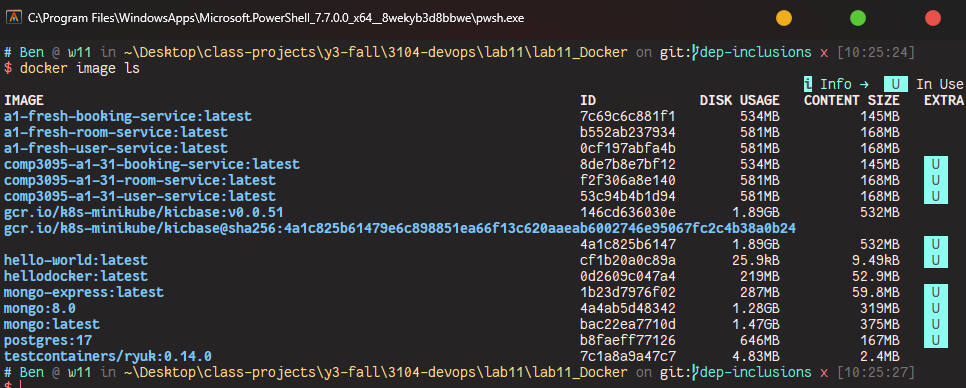 C:\Program Files\WindowsApps\Microsoft.PowerShell_7.7.0.0_x64__8wekyb3d8bbwe\pwsh.exe
# Ben @ w11 in ~\Desktop\class-projects\y3-fall\3104-devops\lab11\lab11_Docker on git:dep-inclusions x [10:25:24]
$ docker image ls
i Info → U In Use
IMAGE ID DISK USAGE CONTENT SIZE EXTRA
a1-fresh-booking-service:latest 7c69c6c881f1 534MB 145MB
a1-fresh-room-service:latest b552ab237934 581MB 168MB
a1-fresh-user-service:latest 0cf197abfa4b 581MB 168MB
comp3095-a1-31-booking-service:latest 8de7b8e7bf12 534MB 145MB U
comp3095-a1-31-room-service:latest f2f306a8e140 581MB 168MB U
comp3095-a1-31-user-service:latest 53c94b4b1d94 581MB 168MB U
gcr.io/k8s-minikube/kicbase:v0.0.51 146cd636030e 1.89GB 532MB
gcr.io/k8s-minikube/kicbase@sha256:4a1c825b61479e6c898851ea66f13c620aaeab6002746e95067fc2c4b38a0b24
4a1c825b6147 1.89GB 532MB U
hello-world:latest cf1b20a0c89a 25.9kB 9.49kB U
hellodocker:latest 0d2609c047a4 219MB 52.9MB
mongo-express:latest 1b23d7976f02 287MB 59.8MB U
mongo:8.0 4a4ab5d48342 1.28GB 319MB U
mongo:latest bac22ea7710d 1.47GB 375MB U
postgres:17 b8faeff77126 646MB 167MB U
testcontainers/ryuk:0.14.0 7c1a8a9a47c7 4.83MB 2.4MB
# Ben @ w11 in ~\Desktop\class-projects\y3-fall\3104-devops\lab11\lab11_Docker on git:dep-inclusions x [10:25:27]
$